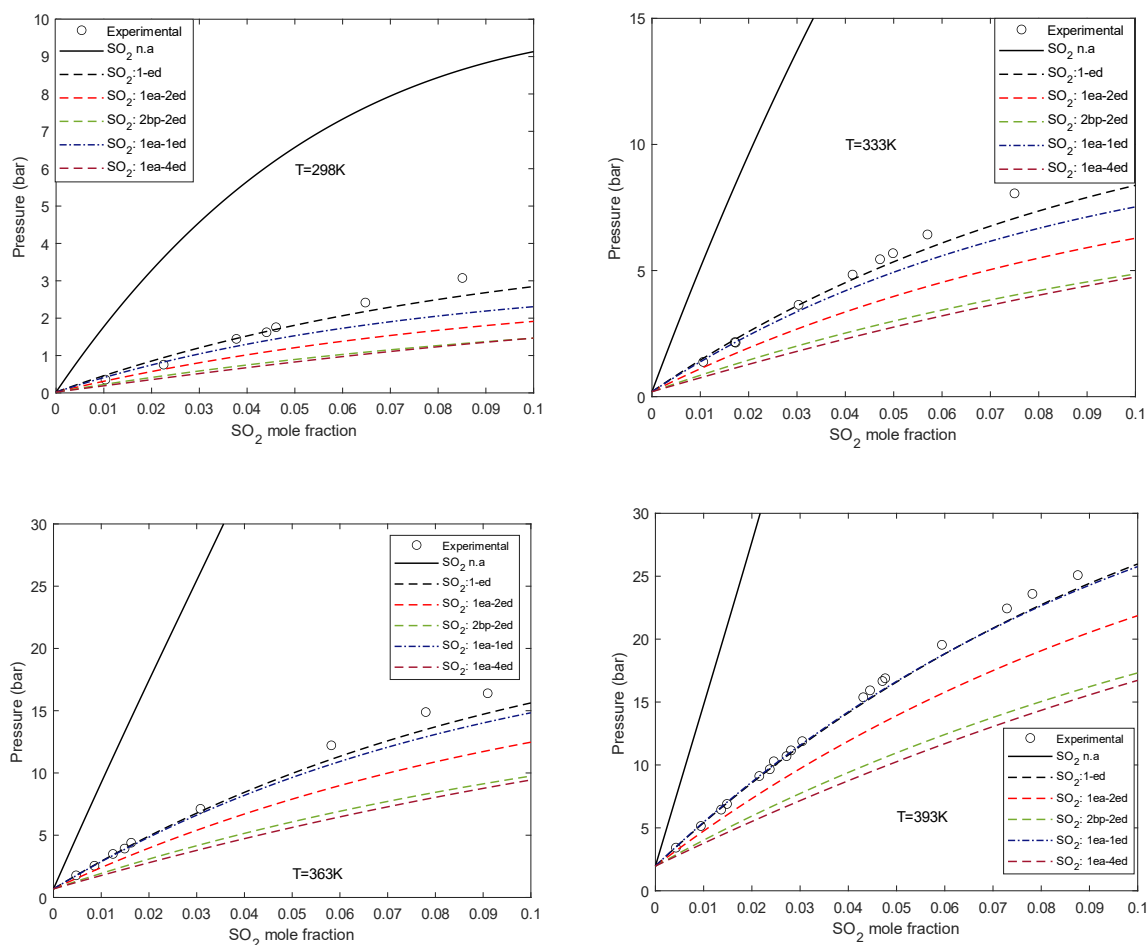 10
9
8
7
6
5
4
3
2
1
0
Pressure (bar)
Experimental
SO2 n.a
SO2:1-ed
SO2: 1ea-2ed
SO2: 2bp-2ed
SO2: 1ea-1ed
SO2: 1ea-4ed
T=298K
0 0.01 0.02 0.03 0.04 0.05 0.06 0.07 0.08 0.09 0.1
SO2 mole fraction
15
10
5
0
Pressure (bar)
Experimental
SO2 n.a
SO2:1-ed
SO2: 1ea-2ed
SO2: 2bp-2ed
SO2: 1ea-1ed
SO2: 1ea-4ed
T=333K
0 0.01 0.02 0.03 0.04 0.05 0.06 0.07 0.08 0.09 0.1
SO2 mole fraction
30
25
20
15
10
5
0
Pressure (bar)
Experimental
SO2 n.a
SO2:1-ed
SO2: 1ea-2ed
SO2: 2bp-2ed
SO2: 1ea-1ed
SO2: 1ea-4ed
T=363K
0 0.01 0.02 0.03 0.04 0.05 0.06 0.07 0.08 0.09 0.1
SO2 mole fraction
30
25
20
15
10
5
0
Pressure (bar)
Experimental
SO2 n.a
SO2:1-ed
SO2: 1ea-2ed
SO2: 2bp-2ed
SO2: 1ea-1ed
SO2: 1ea-4ed
T=393K
0 0.01 0.02 0.03 0.04 0.05 0.06 0.07 0.08 0.09 0.1
SO2 mole fraction